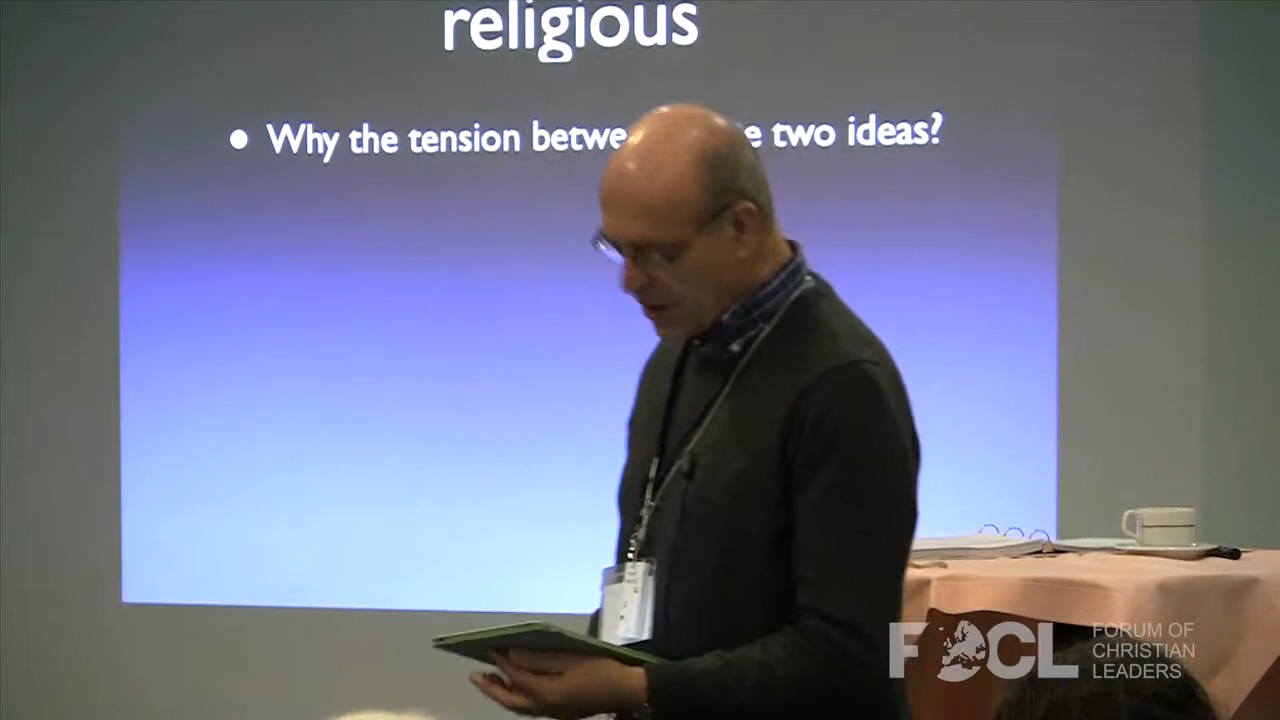 religious
• Why the tension betwe e two ideas?
FOCL
FORUM OF
CHRISTIAN
LEADERS